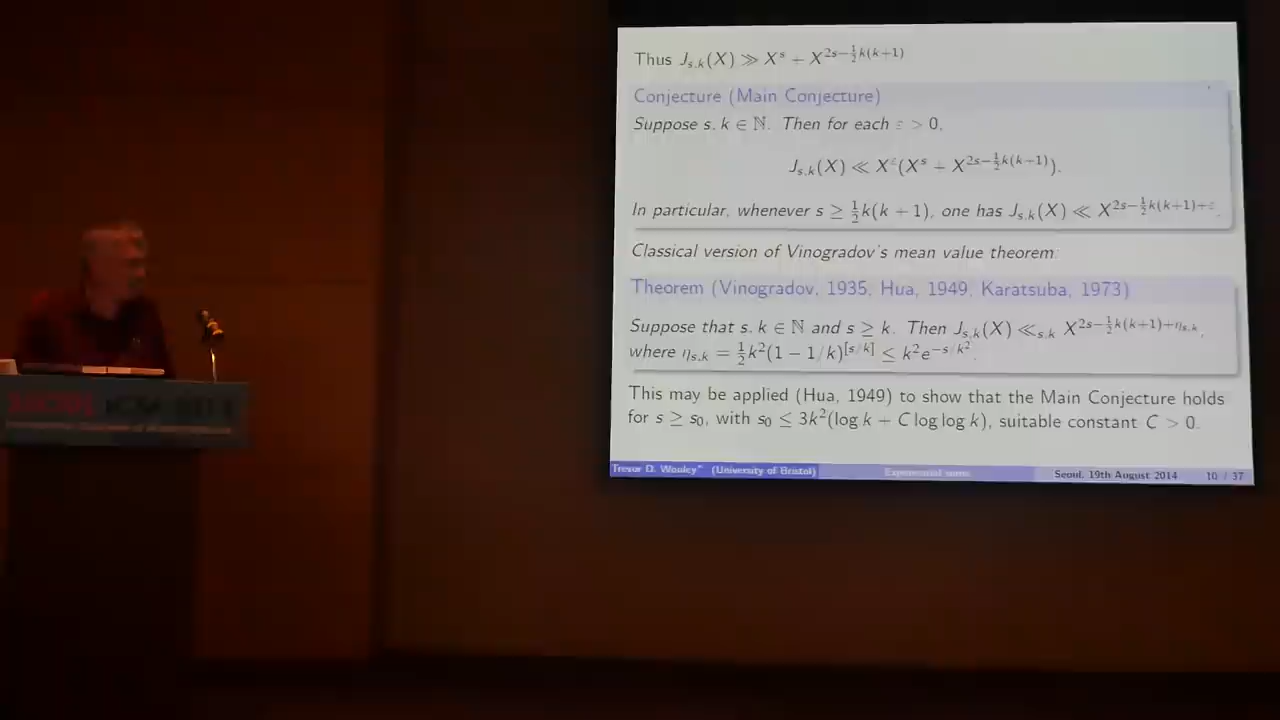 Thus J_{s,k}(X) ≫ X^s + X^{2s−½k(k+1)}
Conjecture (Main Conjecture)
Suppose s, k ∈ ℕ. Then for each ε > 0,
J_{s,k}(X) ≪ X^ε(X^s + X^{2s−½k(k+1)}).
In particular, whenever s ≥ ½k(k + 1), one has J_{s,k}(X) ≪ X^{2s−½k(k+1)+ε}.
Classical version of Vinogradov's mean value theorem:
Theorem (Vinogradov, 1935, Hua, 1949, Karatsuba, 1973)
Suppose that s, k ∈ ℕ and s ≥ k. Then J_{s,k}(X) ≪_{s,k} X^{2s−½k(k+1)+η_{s,k}},
where η_{s,k} = ½k²(1 − 1/k)^{[s/k]} ≤ k²e^{−s/k²}.
This may be applied (Hua, 1949) to show that the Main Conjecture holds
for s ≥ s₀, with s₀ ≤ 3k²(log k + C log log k), suitable constant C > 0.
Trevor D. Wooley (University of Bristol) Exponential sums Seoul, 19th August 2014 10 / 37